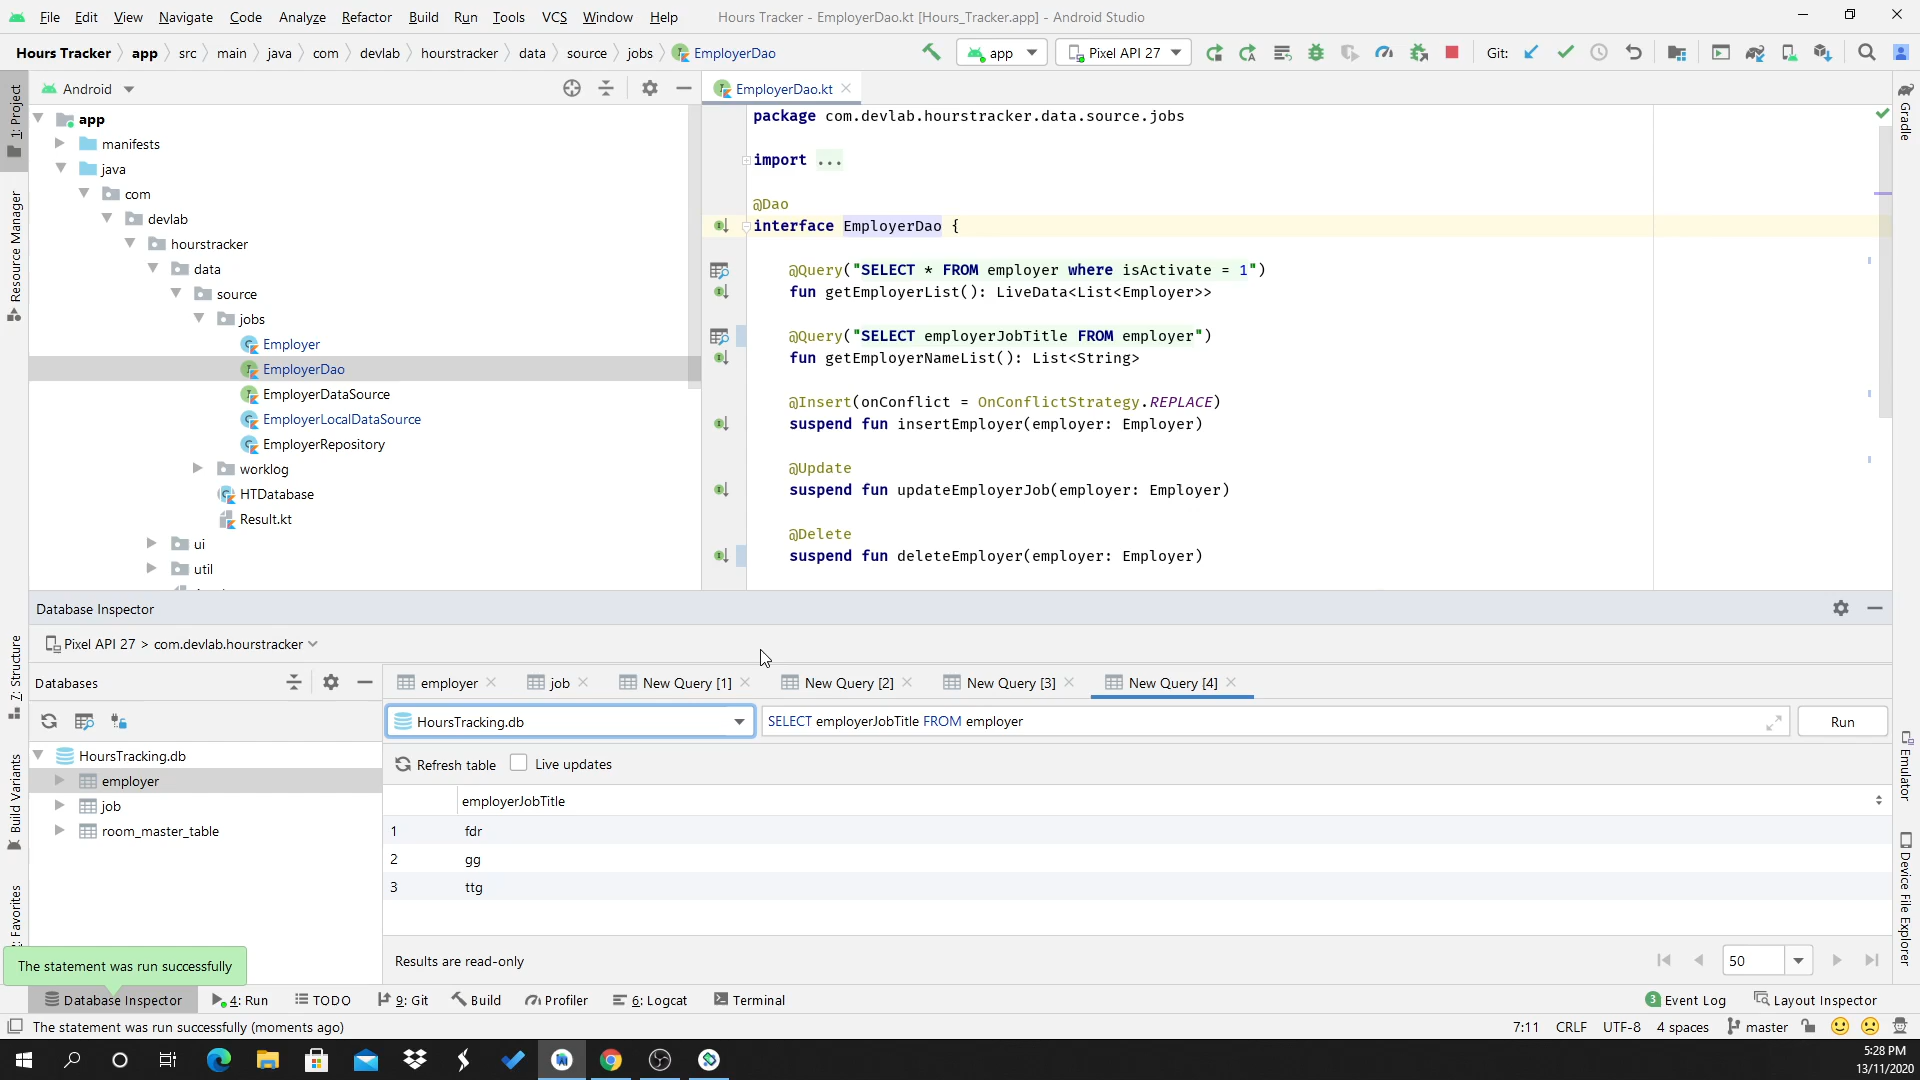 File Edit View Navigate Code Analyze Refactor Build Run Tools VCS Window Help Hours Tracker - EmployerDao.kt [Hours_Tracker.app] - Android Studio
Hours Tracker app src main java com devlab hourstracker data source jobs EmployerDao app Pixel API 27 Git:
Android
EmployerDao.kt
1: Project
Resource Manager
7: Structure
Build Variants
Favorites
app
manifests
java
com
devlab
hourstracker
data
source
jobs
Employer
EmployerDao
EmployerDataSource
EmployerLocalDataSource
EmployerRepository
worklog
HTDatabase
Result.kt
ui
util
package com.devlab.hourstracker.data.source.jobs
import ...
@Dao
interface EmployerDao {
@Query("SELECT * FROM employer where isActivate = 1")
fun getEmployerList(): LiveData<List<Employer>>
@Query("SELECT employerJobTitle FROM employer")
fun getEmployerNameList(): List<String>
@Insert(onConflict = OnConflictStrategy.REPLACE)
suspend fun insertEmployer(employer: Employer)
@Update
suspend fun updateEmployerJob(employer: Employer)
@Delete
suspend fun deleteEmployer(employer: Employer)
Gradle
Emulator
Device File Explorer
Database Inspector
Pixel API 27 > com.devlab.hourstracker
Databases
employer job New Query [1] New Query [2] New Query [3] New Query [4]
HoursTracking.db SELECT employerJobTitle FROM employer Run
Refresh table Live updates
HoursTracking.db
employer
job
room_master_table
employerJobTitle
1 fdr
2 gg
3 ttg
Results are read-only 50
The statement was run successfully
Database Inspector 4: Run TODO 9: Git Build Profiler 6: Logcat Terminal 3 Event Log Layout Inspector
The statement was run successfully (moments ago) 7:11 CRLF UTF-8 4 spaces master
5:28 PM
13/11/2020